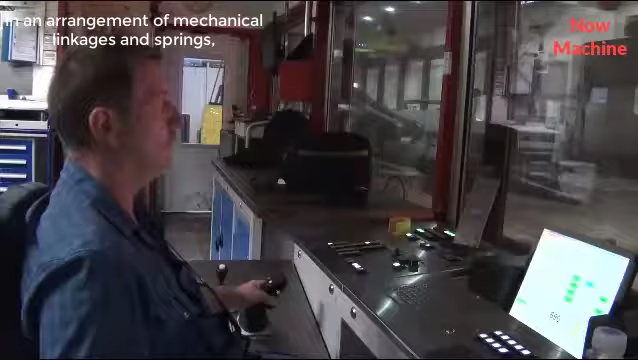 In an arrangement of mechanical
linkages and springs,
Now
Machine